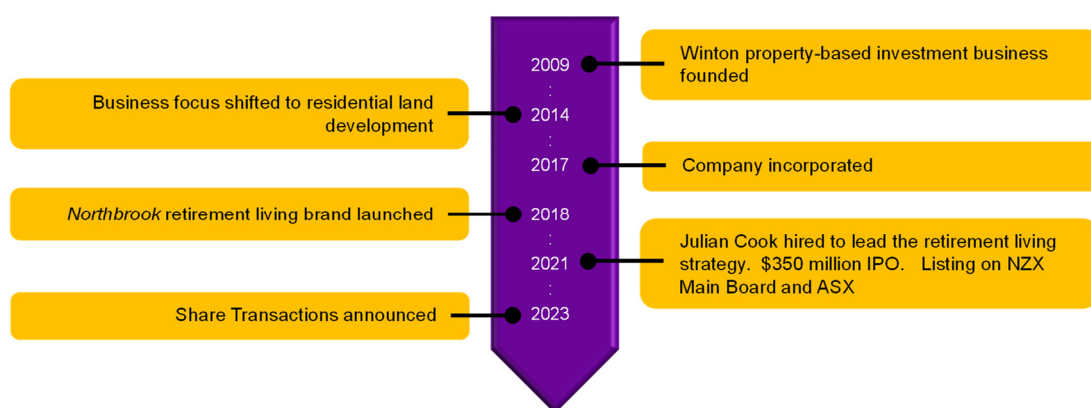 2009
Winton property-based investment business
founded
:
Business focus shifted to residential land
development
2014
:
2017
Company incorporated
Northbrook retirement living brand launched
2018
:
2021
Julian Cook hired to lead the retirement living
strategy. $350 million IPO. Listing on NZX
Main Board and ASX
:
Share Transactions announced
2023